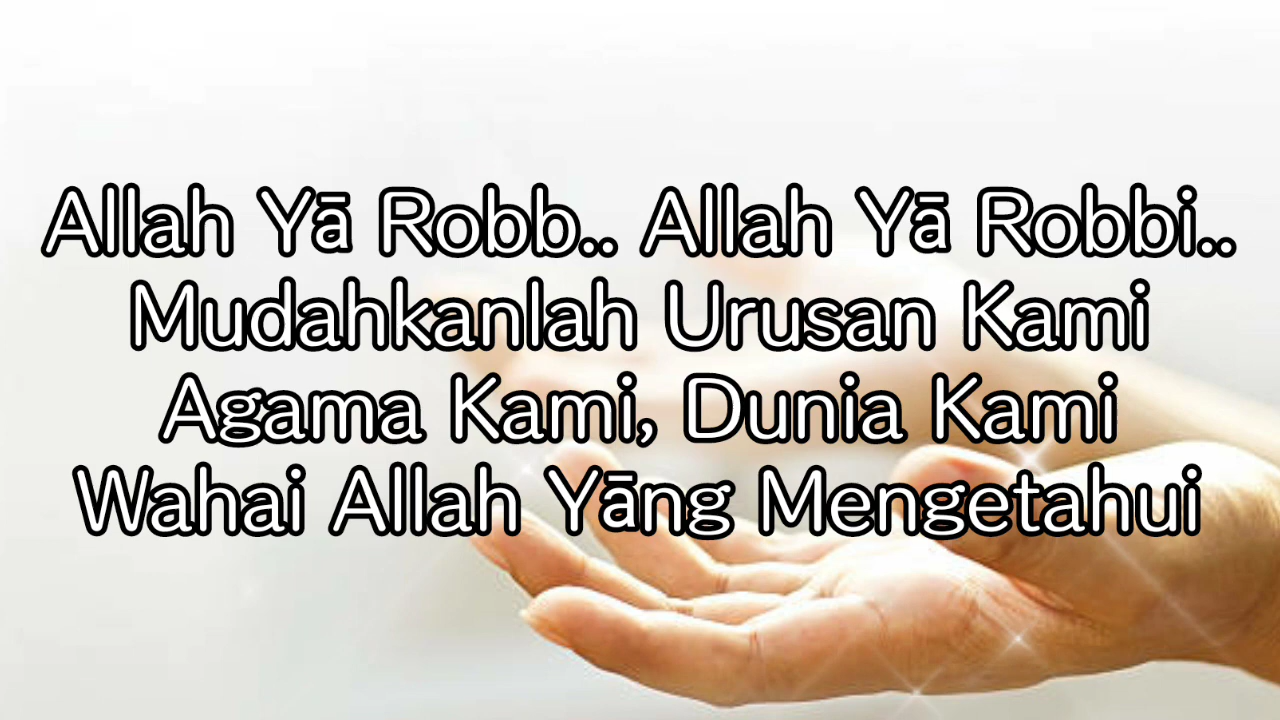 Allah Yā Robb.. Allah Yā Robbi..
Mudahkanlah Urusan Kami
Agama Kami, Dunia Kami
Wahai Allah Yāng Mengetahui